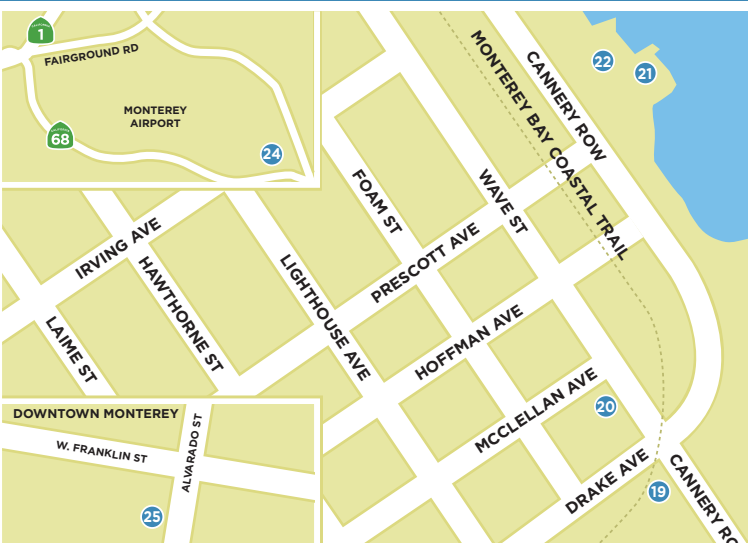 1
FAIRGROUND RD
MONTEREY
AIRPORT
68
24
MONTEREY BAY COASTAL TRAIL
CANNERY ROW
22
21
IRVING AVE
HAWTHORNE ST
LAIME ST
LIGHTHOUSE AVE
FOAM ST
WAVE ST
PRESCOTT AVE
HOFFMAN AVE
MCCLELLAN AVE
20
DRAKE AVE
19
CANNERY RO
DOWNTOWN MONTEREY
W. FRANKLIN ST
ALVARADO ST
25